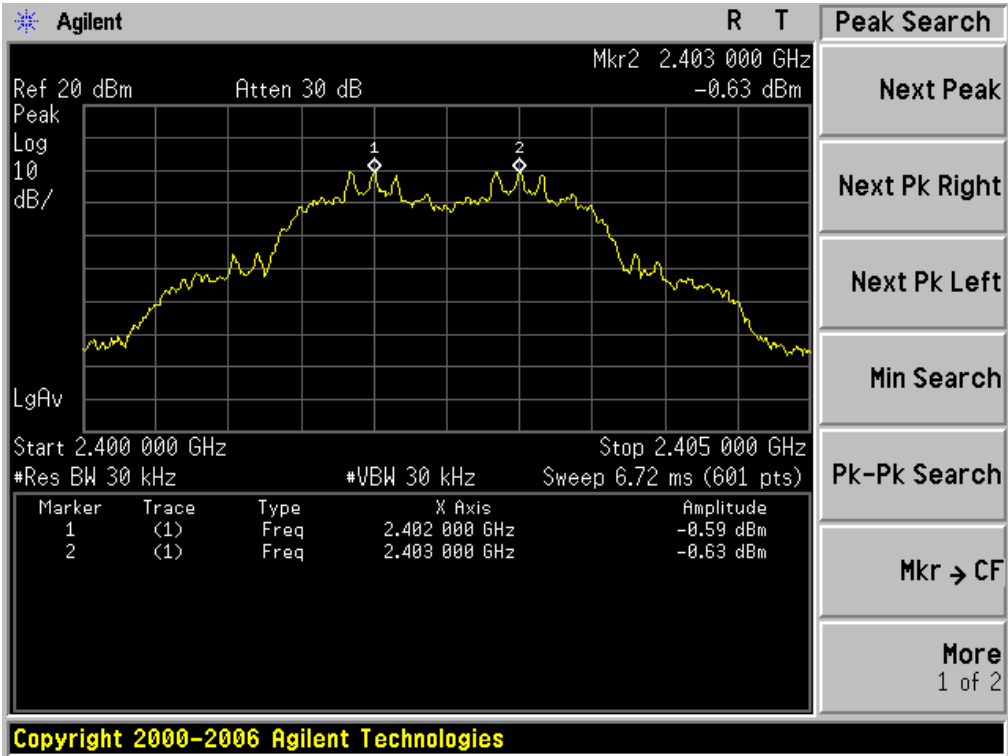 Agilent R T
Peak Search
Mkr2 2.403 000 GHz
Ref 20 dBm Atten 30 dB -0.63 dBm
Peak
Log
10
dB/
1 2
LgAv
Start 2.400 000 GHz Stop 2.405 000 GHz
#Res BW 30 kHz #VBW 30 kHz Sweep 6.72 ms (601 pts)
Marker Trace Type X Axis Amplitude
1 (1) Freq 2.402 000 GHz -0.59 dBm
2 (1) Freq 2.403 000 GHz -0.63 dBm
Next Peak
Next Pk Right
Next Pk Left
Min Search
Pk-Pk Search
Mkr → CF
More
1 of 2
Copyright 2000-2006 Agilent Technologies